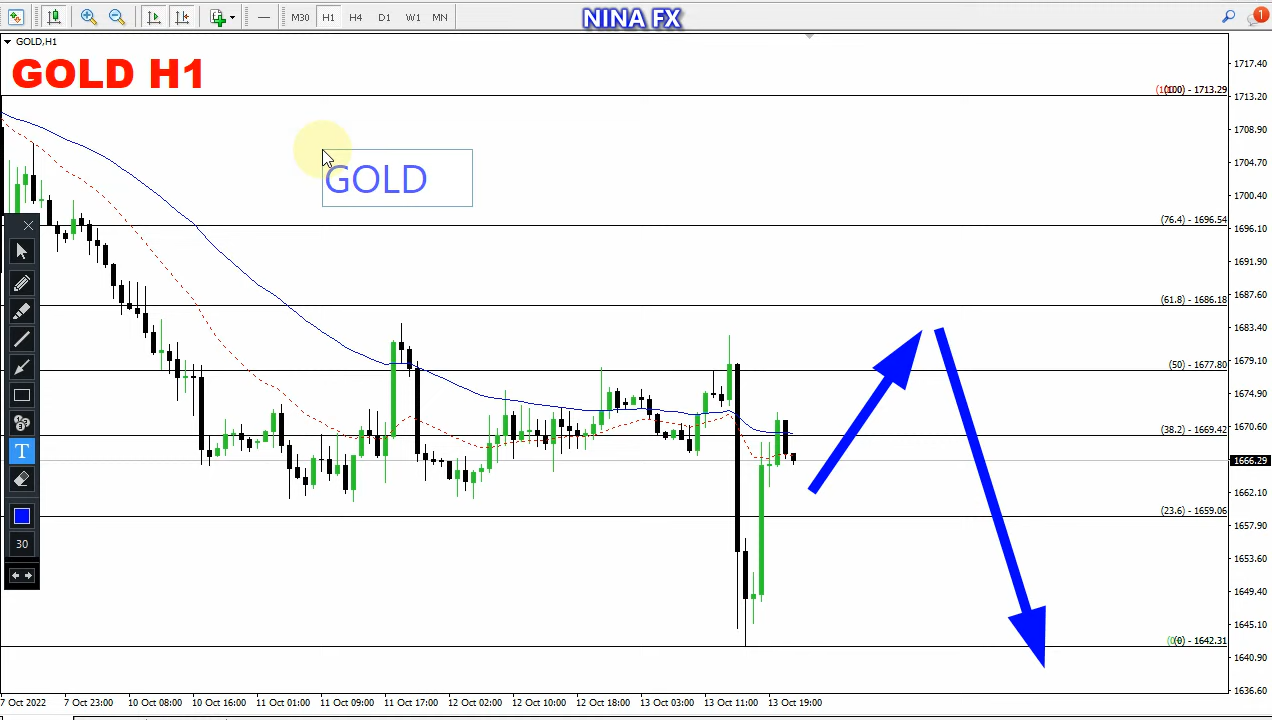 NINA FX
M30 H1 H4 D1 W1 MN
1
GOLD,H1
GOLD H1
GOLD
T
30
(100) - 1713.29
(76.4) - 1696.54
(61.8) - 1686.18
(50) - 1677.80
(38.2) - 1669.42
(23.6) - 1659.06
(0) - 1642.31
1717.40
1713.20
1708.90
1704.70
1700.40
1696.10
1691.90
1687.60
1683.40
1679.10
1674.90
1670.60
1666.29
1662.10
1657.90
1653.60
1649.40
1645.10
1640.90
1636.60
7 Oct 2022 7 Oct 23:00 10 Oct 08:00 10 Oct 16:00 11 Oct 01:00 11 Oct 09:00 11 Oct 17:00 12 Oct 02:00 12 Oct 10:00 12 Oct 18:00 13 Oct 03:00 13 Oct 11:00 13 Oct 19:00